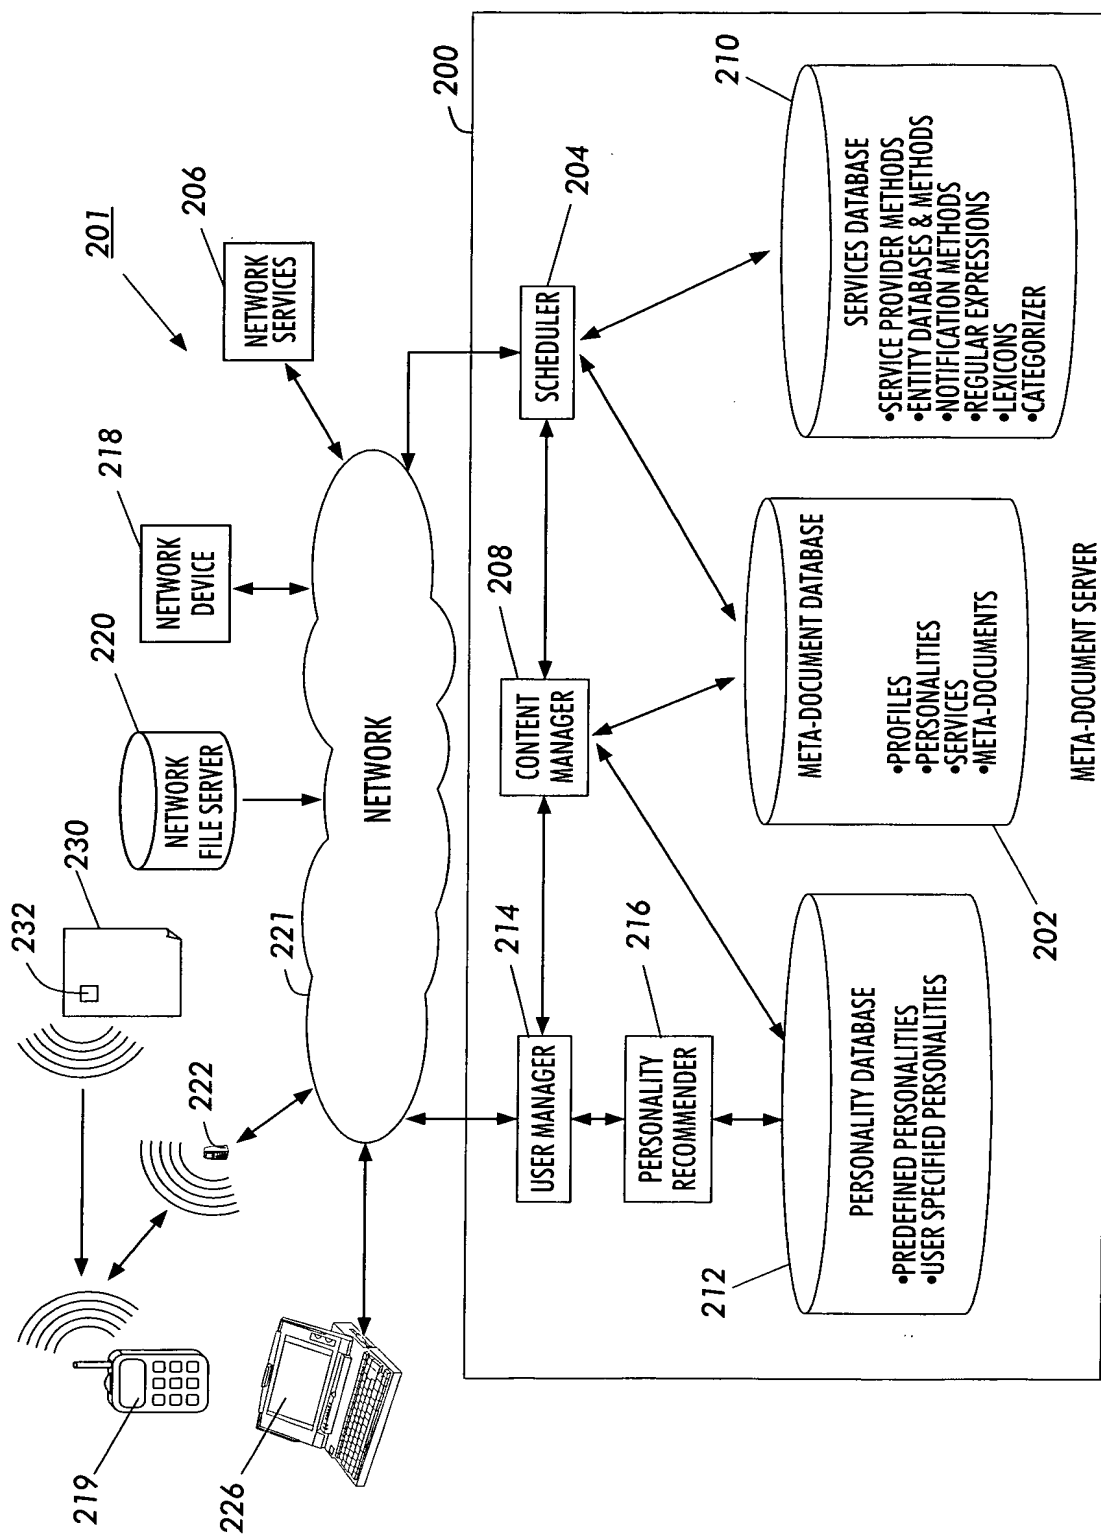 201
232
230
220
NETWORK
FILE SERVER
218
NETWORK
DEVICE
206
NETWORK
SERVICES
219
222
226
221
NETWORK
200
214
USER MANAGER
208
CONTENT
MANAGER
204
SCHEDULER
216
PERSONALITY
RECOMMENDER
212
PERSONALITY DATABASE
•PREDEFINED PERSONALITIES
•USER SPECIFIED PERSONALITIES
202
META-DOCUMENT DATABASE
•PROFILES
•PERSONALITIES
•SERVICES
•META-DOCUMENTS
210
SERVICES DATABASE
•SERVICE PROVIDER METHODS
•ENTITY DATABASES & METHODS
•NOTIFICATION METHODS
•REGULAR EXPRESSIONS
•LEXICONS
•CATEGORIZER
META-DOCUMENT SERVER